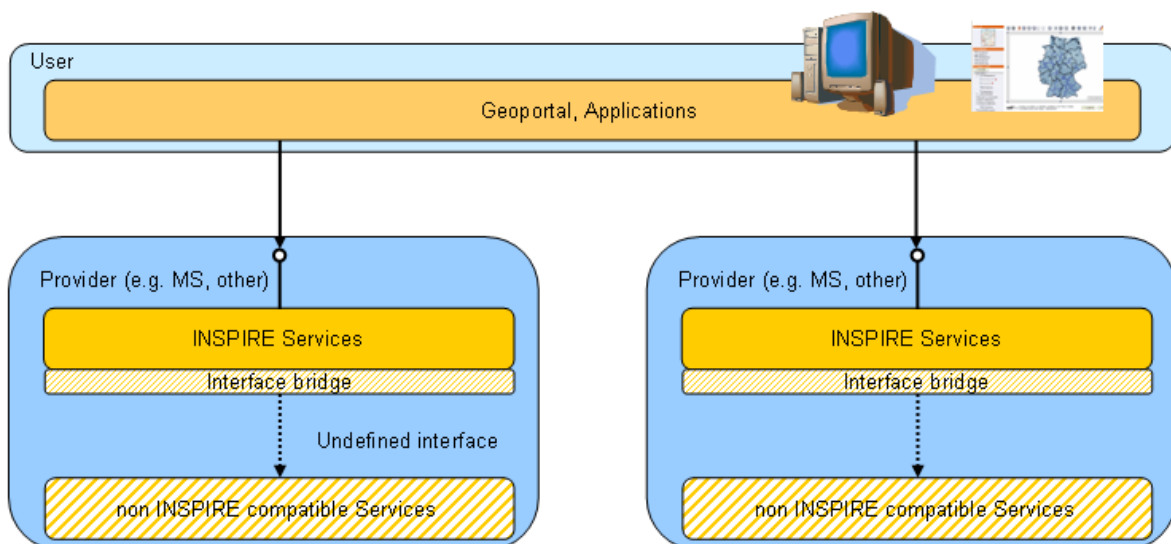 User
Geoportal, Applications
Provider (e.g. MS, other)
INSPIRE Services
Interface bridge
Undefined interface
non INSPIRE compatible Services
Provider (e.g. MS, other)
INSPIRE Services
Interface bridge
non INSPIRE compatible Services